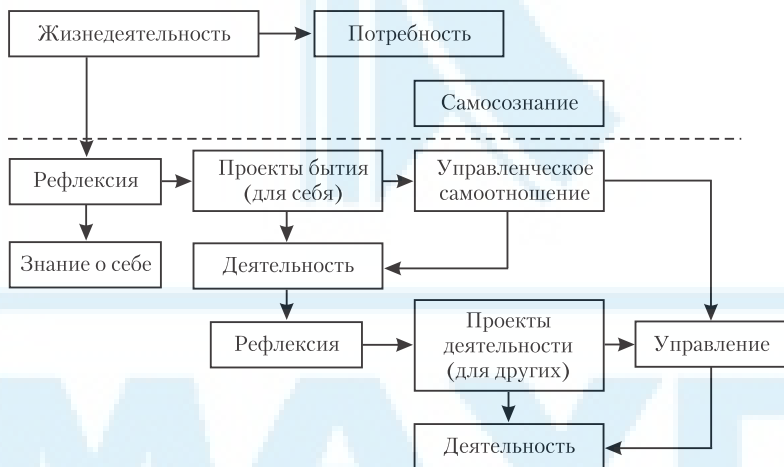 Жизнедеятельность
Потребность
Самосознание
Рефлексия
Проекты бытия
(для себя)
Управленческое
самоотношение
Знание о себе
Деятельность
Рефлексия
Проекты
деятельности
(для других)
Управление
Деятельность